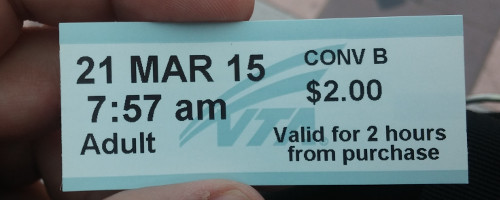 21 MAR 15
7:57 am
Adult
CONV B
$2.00
Valid for 2 hours
from purchase
VTA